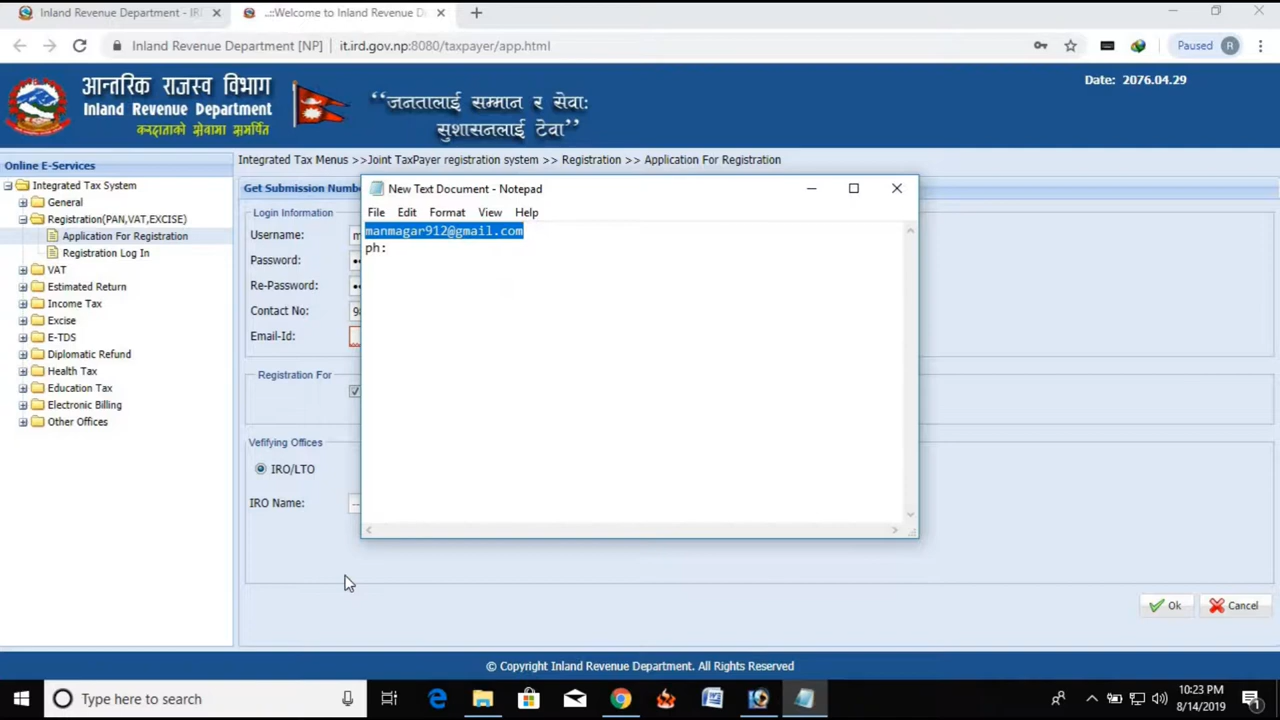 Inland Revenue Department - IR
..::Welcome to Inland Revenue D
Inland Revenue Department [NP]
it.ird.gov.np:8080/taxpayer/app.html
Paused
R
आन्तरिक राजस्व विभाग
Inland Revenue Department
करदाताको सेवामा समर्पित
“जनतालाई सम्मान र सेवाः
सुशासनलाई टेवा”
Date: 2076.04.29
Online E-Services
Integrated Tax System
General
Registration(PAN,VAT,EXCISE)
Application For Registration
Registration Log In
VAT
Estimated Return
Income Tax
Excise
E-TDS
Diplomatic Refund
Health Tax
Education Tax
Electronic Billing
Other Offices
Integrated Tax Menus >>Joint TaxPayer registration system >> Registration >> Application For Registration
Get Submission Numbe
Login Information
Username:
m
Password:
Re-Password:
Contact No:
98
Email-Id:
Registration For
Vefifying Offices
IRO/LTO
IRO Name:
--
New Text Document - Notepad
File Edit Format View Help
manmagar912@gmail.com
ph:
Ok
Cancel
© Copyright Inland Revenue Department. All Rights Reserved
Type here to search
10:23 PM
8/14/2019
1